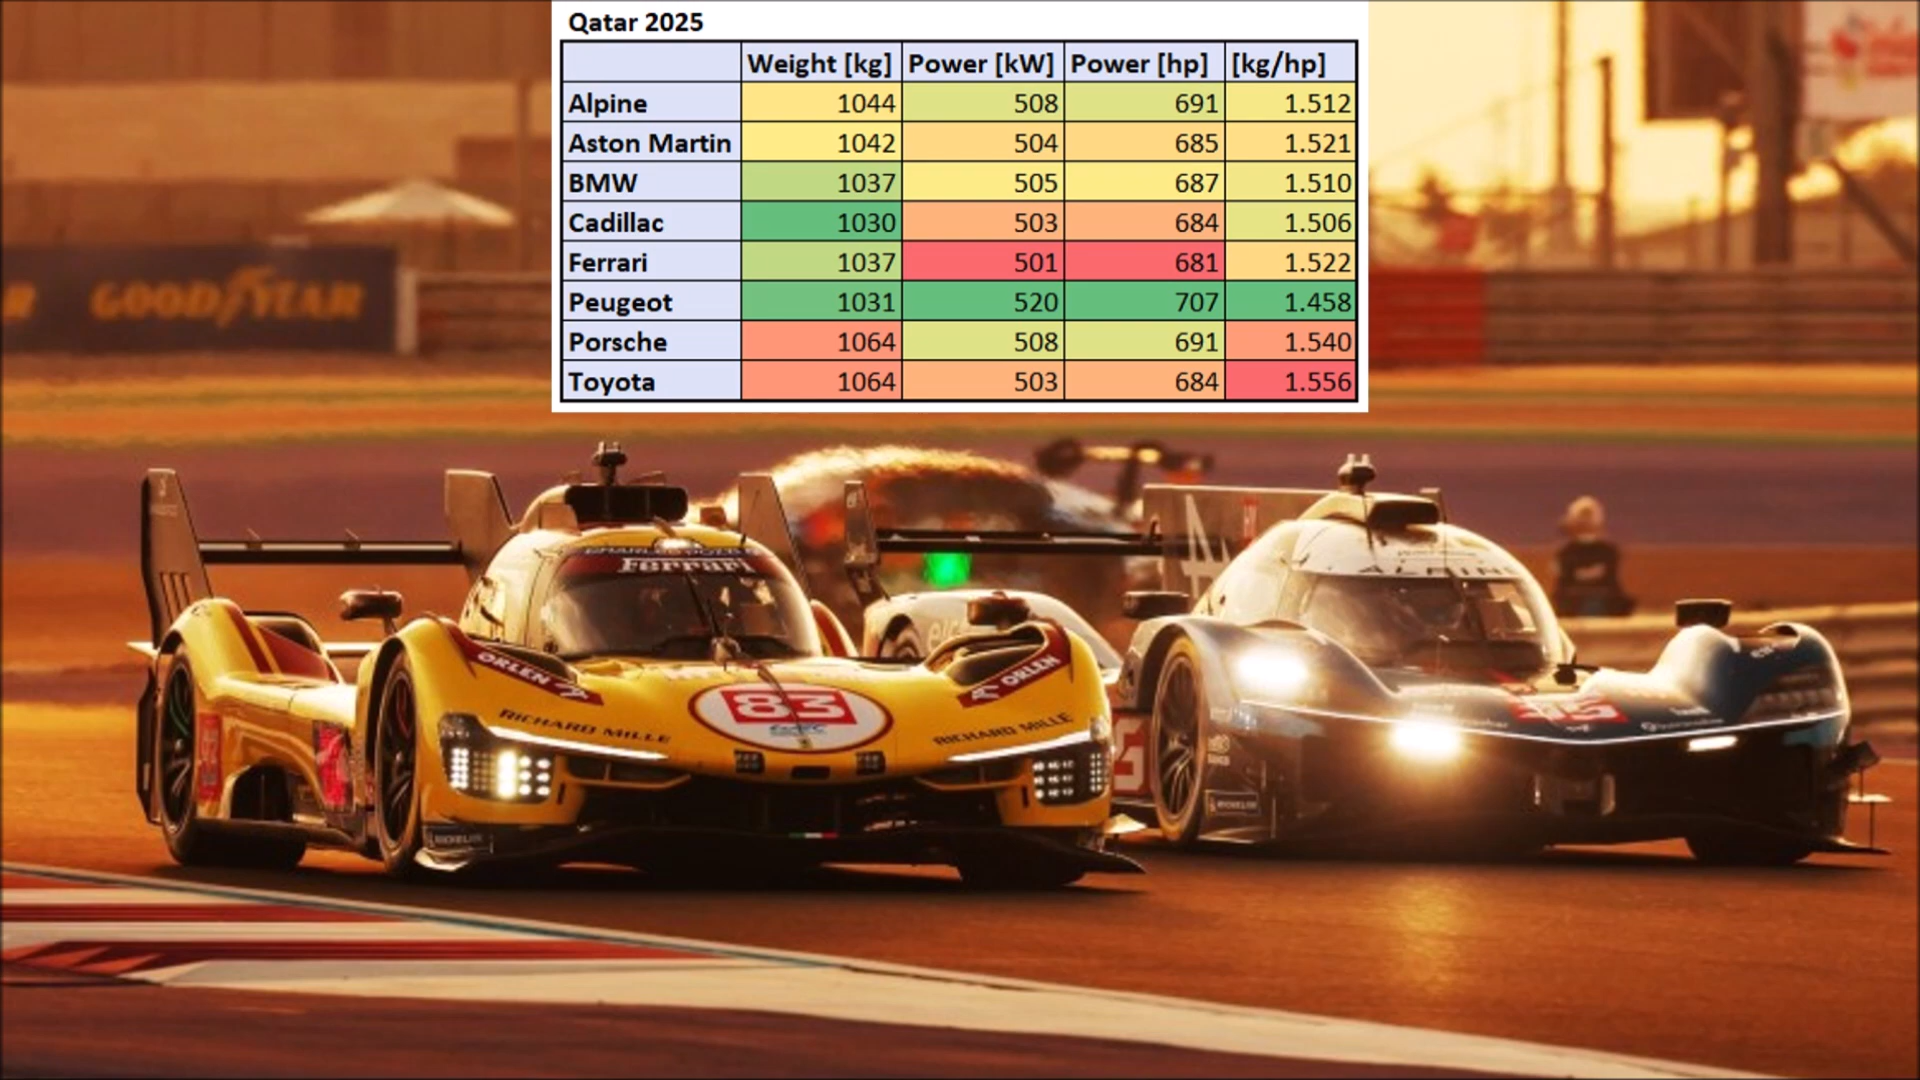 Qatar 2025
Weight [kg] Power [kW] Power [hp] [kg/hp]
Alpine 1044 508 691 1.512
Aston Martin 1042 504 685 1.521
BMW 1037 505 687 1.510
Cadillac 1030 503 684 1.506
Ferrari 1037 501 681 1.522
Peugeot 1031 520 707 1.458
Porsche 1064 508 691 1.540
Toyota 1064 503 684 1.556
GOODYEAR
Ferrari
ALPINE
ORLEN
ORLEN
83
RICHARD MILLE
RICHARD MILLE